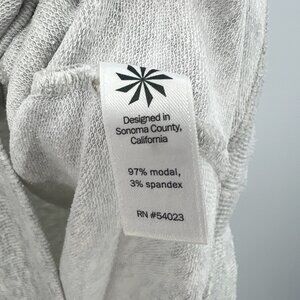 Designed in
Sonoma County,
California
97% modal,
3% spandex
RN #54023